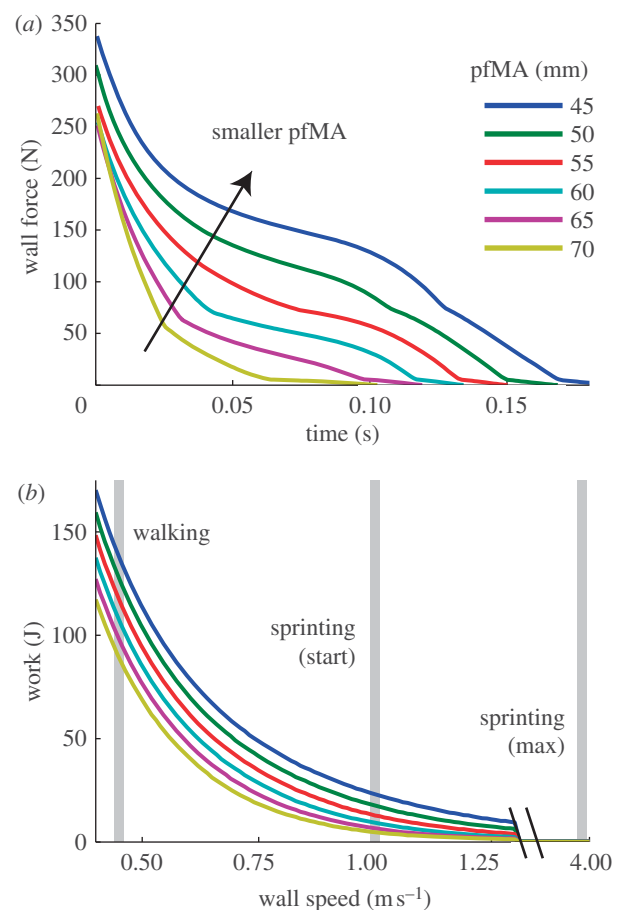 (a)
350
300
250
200
150
100
50
0
0.05
0.10
0.15
wall force (N)
time (s)
smaller pfMA
pfMA (mm)
45
50
55
60
65
70
(b)
150
100
50
0
0.50
0.75
1.00
1.25
4.00
work (J)
wall speed (m s⁻¹)
walking
sprinting
(start)
sprinting
(max)